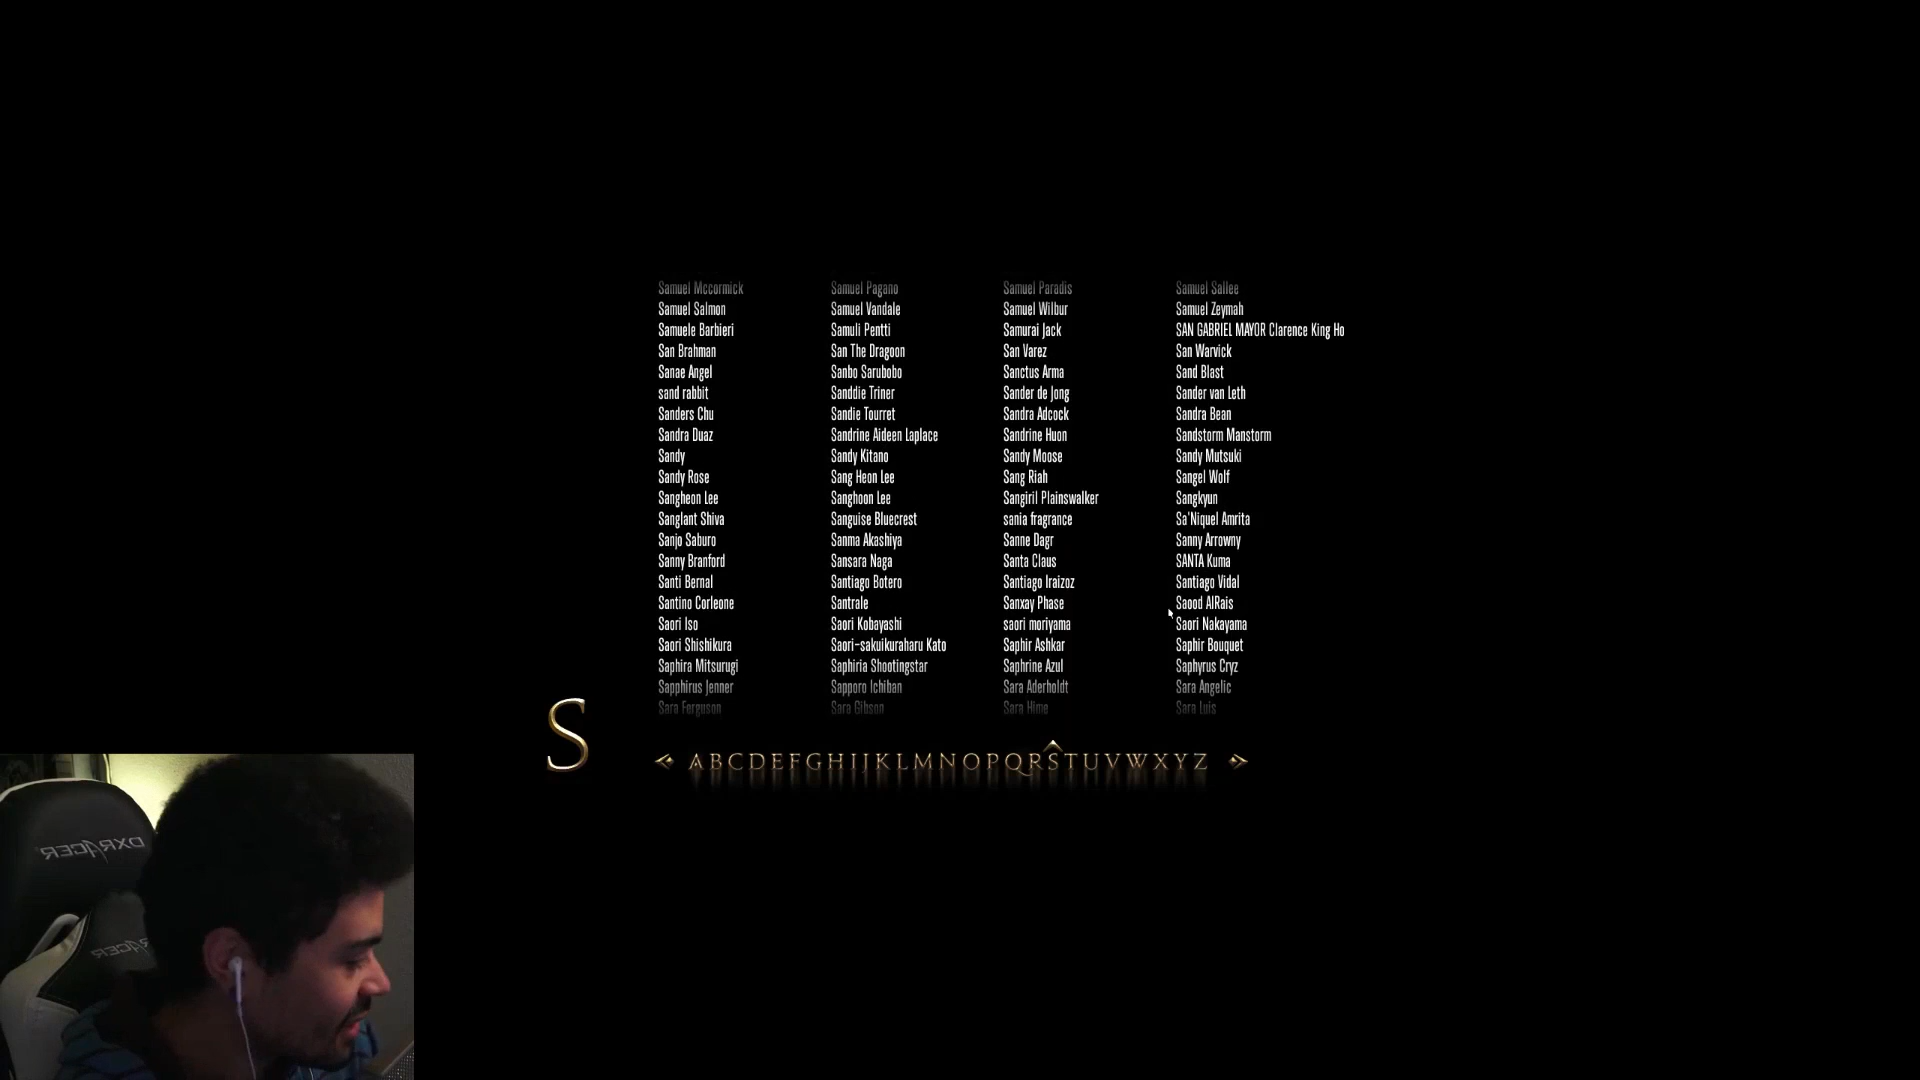 Samuel Mccormick Samuel Pagano Samuel Paradis Samuel Sallee
Samuel Salmon Samuel Vandale Samuel Wilbur Samuel Zeymah
Samuele Barbieri Samuli Pentti Samurai Jack SAN GABRIEL MAYOR Clarence King Ho
San Brahman San The Dragoon San Varez San Warvick
Sanae Angel Sanbo Sarubobo Sanctus Arma Sand Blast
sand rabbit Sanddie Triner Sander de Jong Sander van Leth
Sanders Chu Sandie Tourret Sandra Adcock Sandra Bean
Sandra Duaz Sandrine Aideen Laplace Sandrine Huon Sandstorm Manstorm
Sandy Sandy Kitano Sandy Moose Sandy Mutsuki
Sandy Rose Sang Heon Lee Sang Riah Sangel Wolf
Sangheon Lee Sanghoon Lee Sangiril Plainswalker Sangkyun
Sanglant Shiva Sanguise Bluecrest sania fragrance Sa'Niquel Amrita
Sanjo Saburo Sanma Akashiya Sanne Dagr Sanny Arrowny
Sanny Branford Sansara Naga Santa Claus SANTA Kuma
Santi Bernal Santiago Botero Santiago Iraizoz Santiago Vidal
Santino Corleone Santrale Sanxay Phase Saood AlRais
Saori Iso Saori Kobayashi saori moriyama Saori Nakayama
Saori Shishikura Saori-sakuikuraharu Kato Saphir Ashkar Saphir Bouquet
Saphira Mitsurugi Saphiria Shootingstar Saphrine Azul Saphyrus Cryz
Sapphirus Jenner Sapporo Ichiban Sara Aderholdt Sara Angelic
Sara Ferguson Sara Gibson Sara Hime Sara Luis
S
ABCDEFGHIJKLMNOPQRSTUVWXYZ
DXRACER
DXRACER